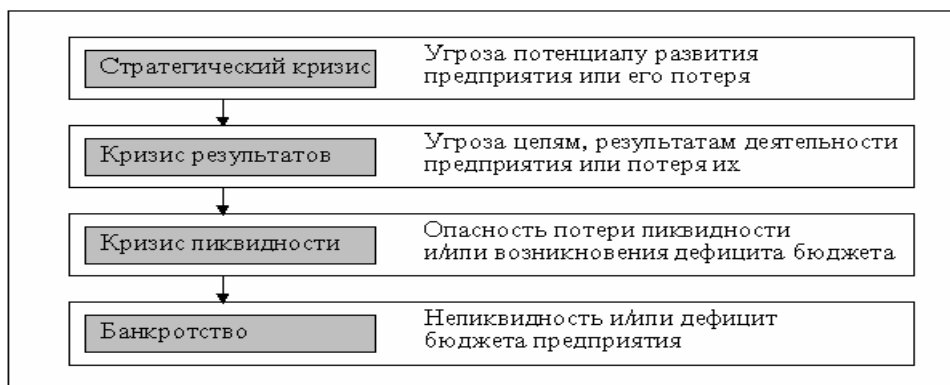 Стратегический кризис
Угроза потенциалу развития
предприятия или его потеря
Кризис результатов
Угроза целям, результатам деятельности
предприятия или потеря их
Кризис ликвидности
Опасность потери ликвидности
и/или возникновения дефицита бюджета
Банкротство
Неликвидность и/или дефицит
бюджета предприятия